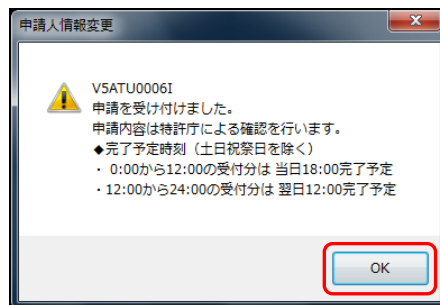 申請人情報変更
V5ATU0006I
申請を受け付けました。
申請内容は特許庁による確認を行います。
◆完了予定時刻（土日祝祭日を除く）
・ 0:00から12:00の受付分は 当日18:00完了予定
・12:00から24:00の受付分は 翌日12:00完了予定
OK